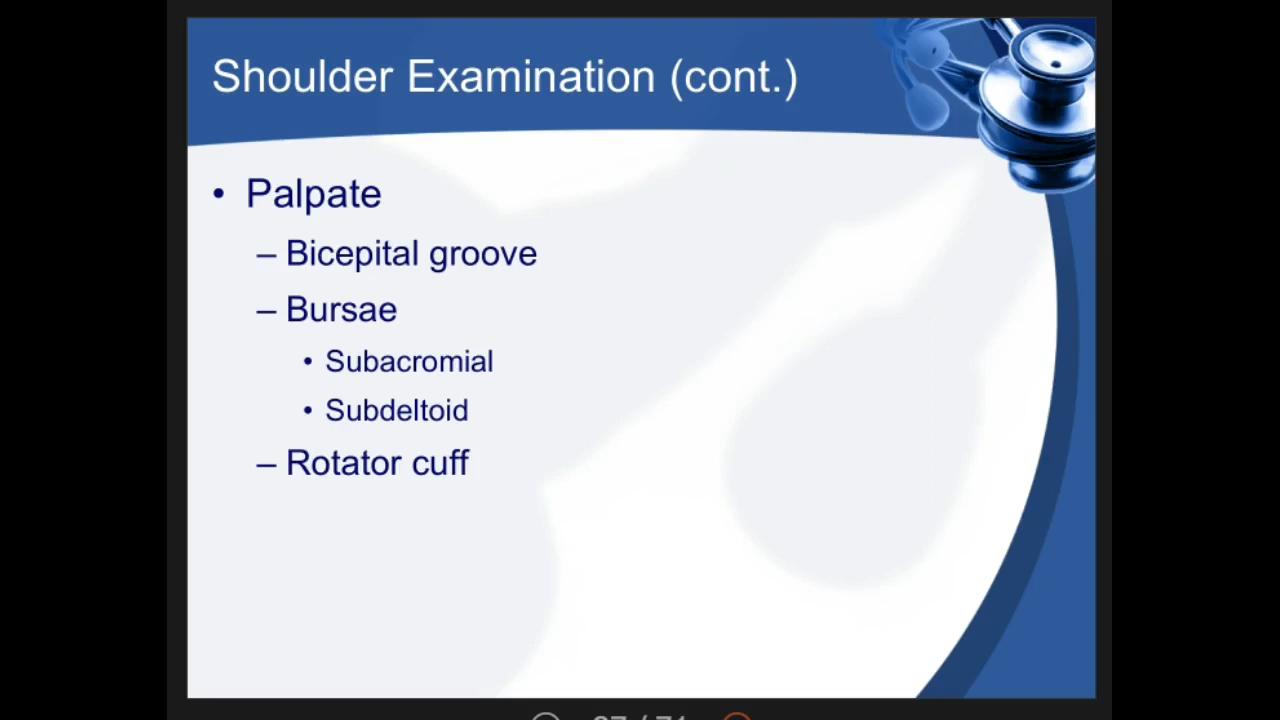 Shoulder Examination (cont.)
• Palpate
– Bicepital groove
– Bursae
• Subacromial
• Subdeltoid
– Rotator cuff